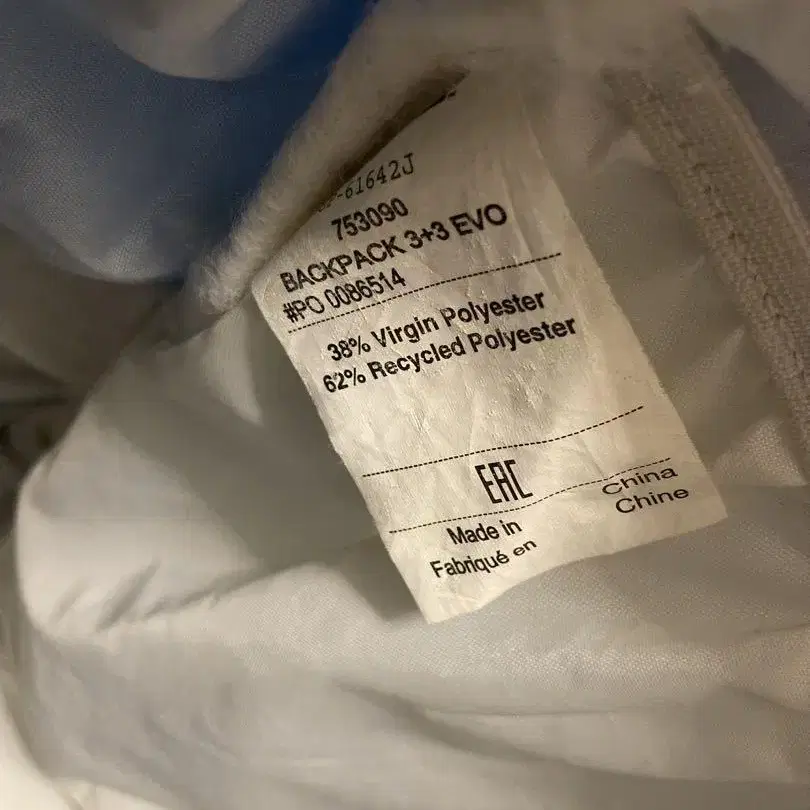 61642J
753090
BACKPACK 3+3 EVO
#PO 0086514
38% Virgin Polyester
62% Recycled Polyester
EAC
Made in
Fabriqué en
China
Chine